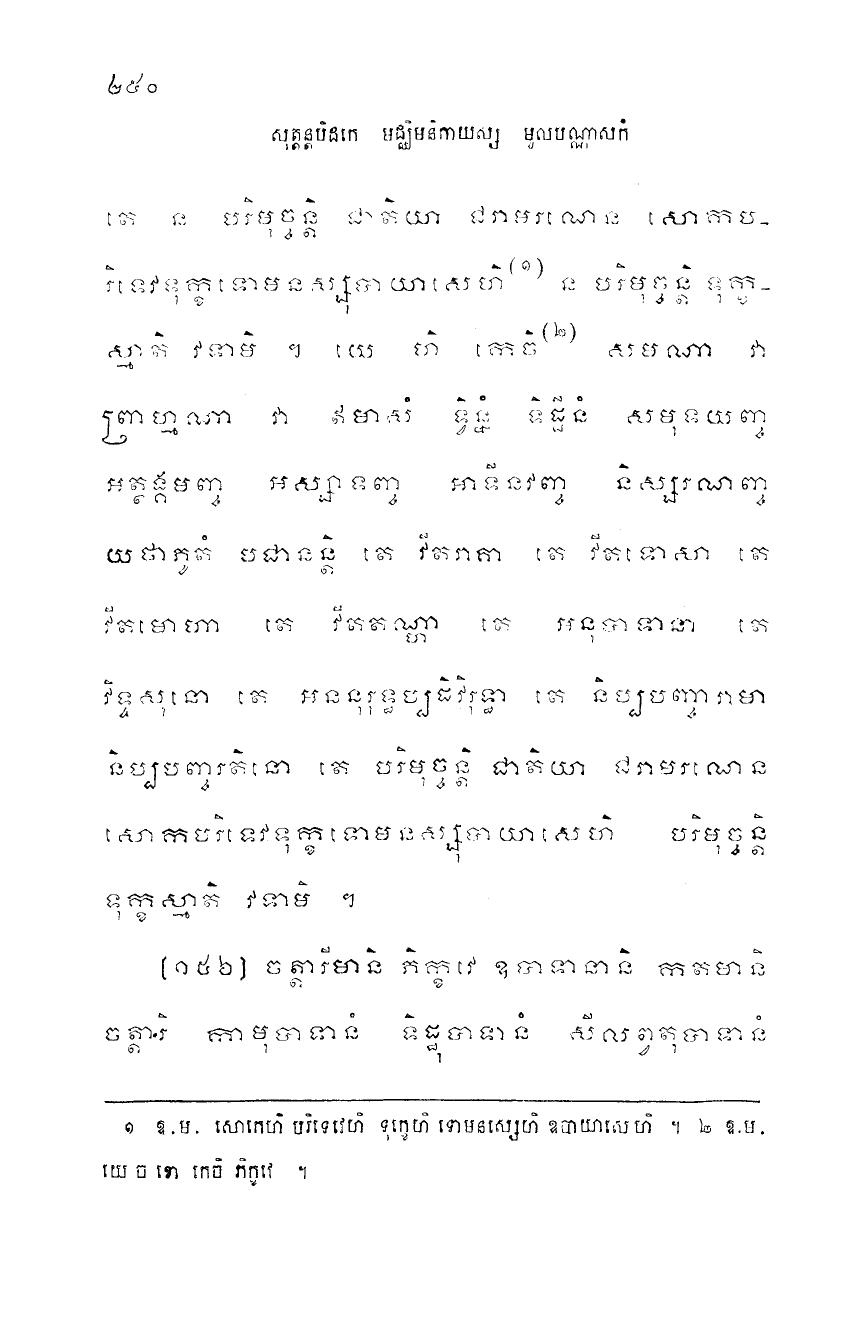 ២៥០
សុត្តន្តបិដកេ មជ្ឈិមនិកាយស្ស មូលបណ្ណាសកំ
តេ ន បរិមុច្ចន្តិ ជាតិយា ជរាមរណេន សោកប-
រិទេវទុក្ខទោមនស្សុបាយាសេហិ(១) ន បរិមុច្ចន្តិ ទុក្ខ-
ស្មាតិ វទាមិ ។ យេ ហិ កេចិ(២) សមណា វា
ព្រាហ្មណា វា ឥមាសំ ទ្វិន្នំ ទិដ្ឋីនំ សមុទយញ្ច
អត្ថង្គមញ្ច អស្សាទញ្ច អាទីនវញ្ច និស្សរណញ្ច
យថាភូតំ បជានន្តិ តេ វីតរាគា តេ វីតទោសា តេ
វីតមោហា តេ វីតតណ្ហា តេ អនុបាទានា តេ
វិទ្ទសុនោ តេ អននុរុទ្ធប្បដិវិរុទ្ធា តេ និប្បបញ្ចារាមា
និប្បបញ្ចរតិនោ តេ បរិមុច្ចន្តិ ជាតិយា ជរាមរណេន
សោកបរិទេវទុក្ខទោមនស្សុបាយាសេហិ បរិមុច្ចន្តិ
ទុក្ខស្មាតិ វទាមិ ។
[១៥៦] ចត្តារីមានិ ភិក្ខវេ ឧបាទានានិ កតមានិ
ចត្តារិ កាមុបាទានំ ទិដ្ឋុបាទានំ សីលព្វតុបាទានំ
១ ឧ.ម. សោកេហិ បរិទេវេហិ ទុក្ខេហិ ទោមនស្សេហិ ឧបាយាសេហិ ។ ២ ឧ.ម.
យេ ច ខោ កេចិ ភិក្ខវេ ។